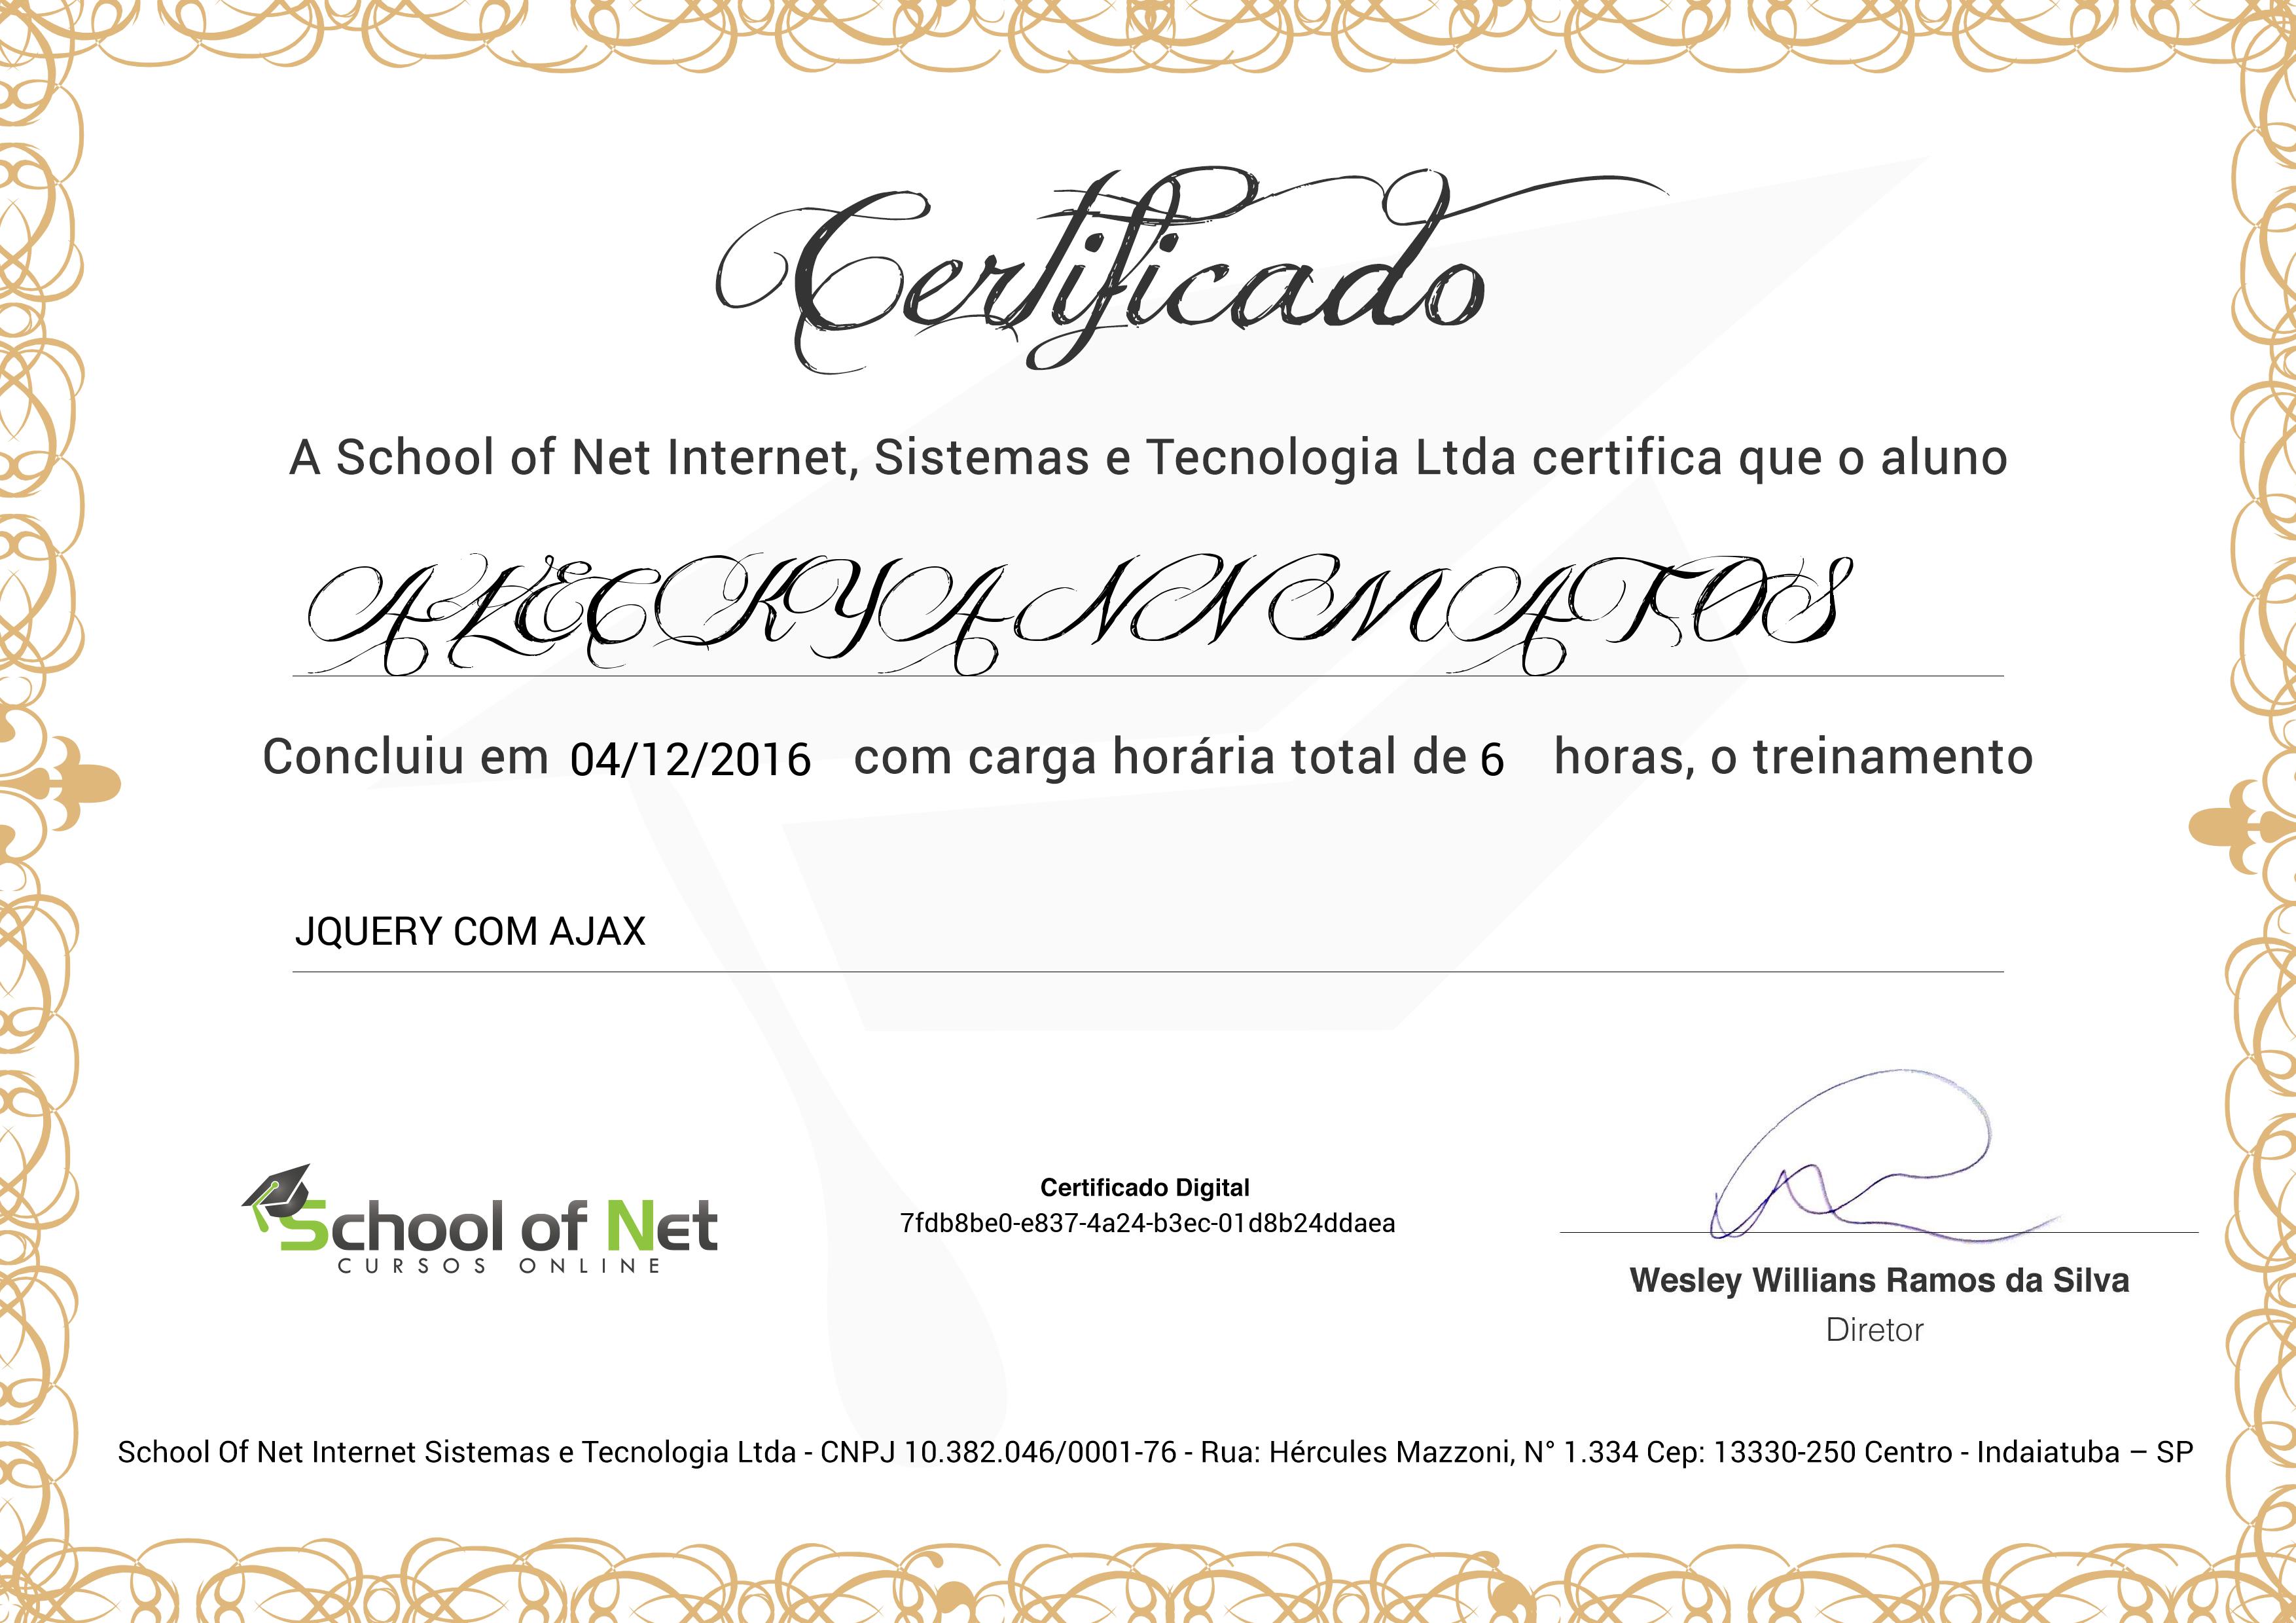 Certificado
A School of Net Internet, Sistemas e Tecnologia Ltda certifica que o aluno
ALECKYANN MATOS
Concluiu em 04/12/2016 com carga horária total de 6 horas, o treinamento
JQUERY COM AJAX
School of Net
CURSOS ONLINE
Certificado Digital
7fdb8be0-e837-4a24-b3ec-01d8b24ddaea
Wesley Willians Ramos da Silva
Diretor
School Of Net Internet Sistemas e Tecnologia Ltda - CNPJ 10.382.046/0001-76 - Rua: Hércules Mazzoni, N° 1.334 Cep: 13330-250 Centro - Indaiatuba – SP